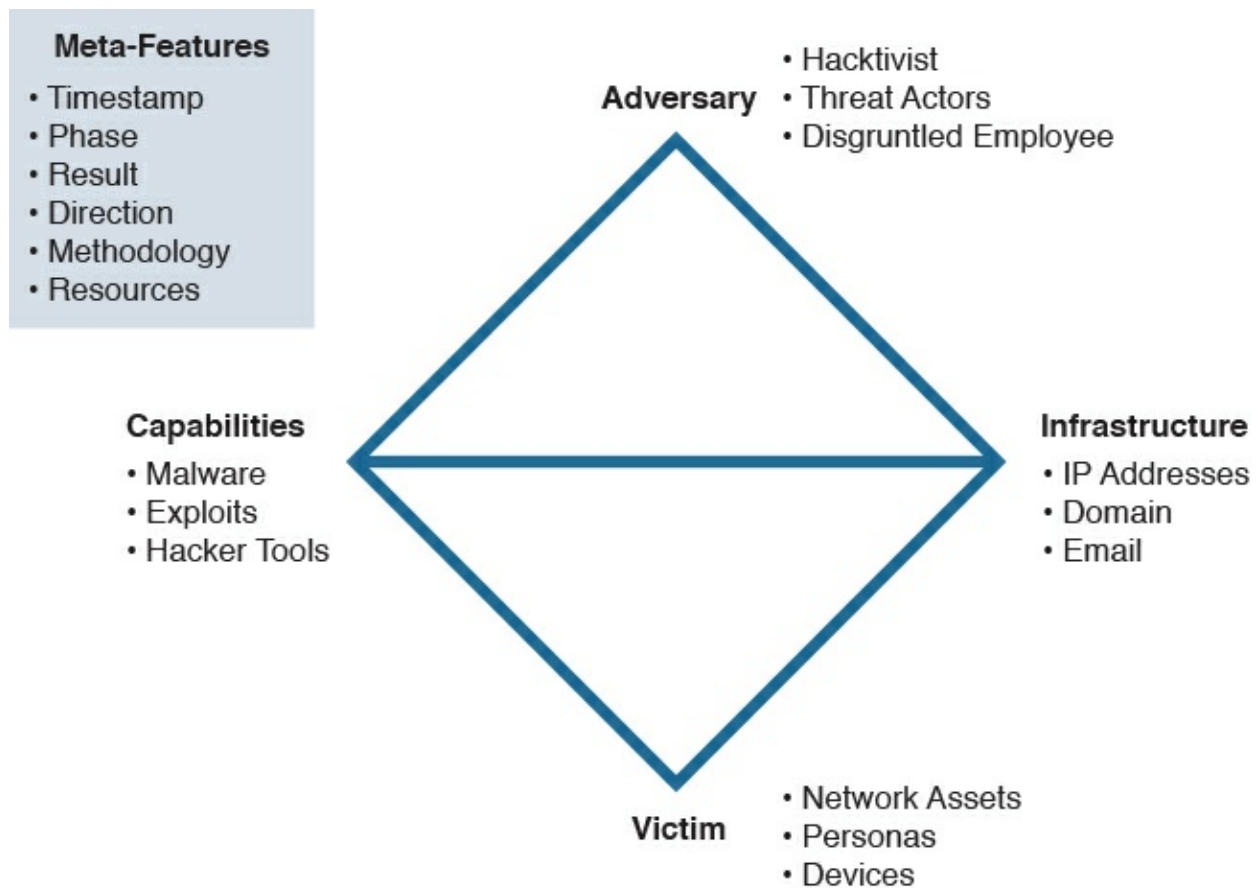 Meta-Features
• Timestamp
• Phase
• Result
• Direction
• Methodology
• Resources
Adversary
• Hacktivist
• Threat Actors
• Disgruntled Employee
Capabilities
• Malware
• Exploits
• Hacker Tools
Infrastructure
• IP Addresses
• Domain
• Email
Victim
• Network Assets
• Personas
• Devices